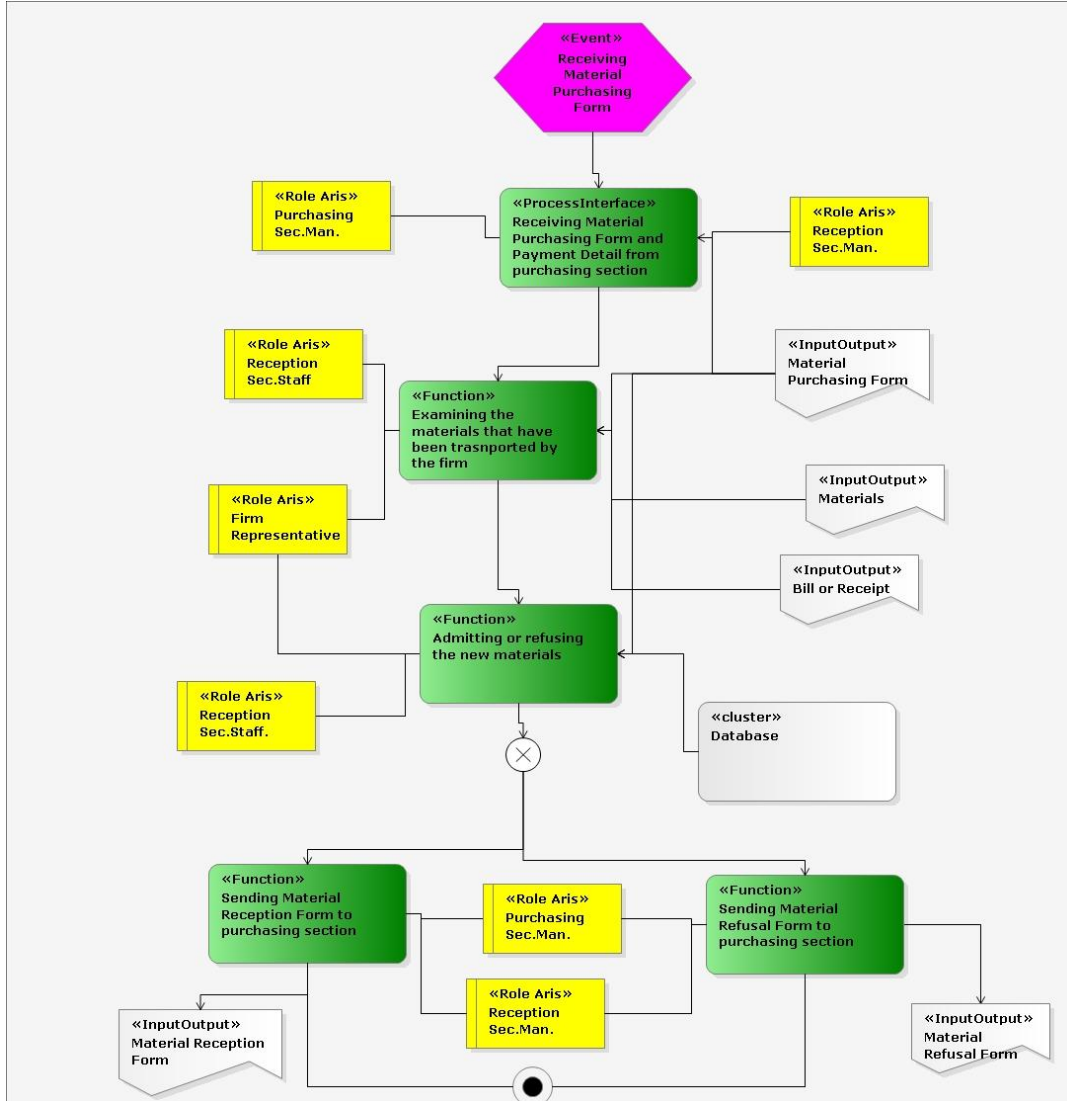 «Event»
Receiving
Material
Purchasing
Form
«Role Aris»
Purchasing
Sec.Man.
«ProcessInterface»
Receiving Material
Purchasing Form and
Payment Detail from
purchasing section
«Role Aris»
Reception
Sec.Man.
«Role Aris»
Reception
Sec.Staff
«InputOutput»
Material
Purchasing Form
«Function»
Examining the
materials that have
been trasnported by
the firm
«InputOutput»
Materials
«Role Aris»
Firm
Representative
«InputOutput»
Bill or Receipt
«Function»
Admitting or refusing
the new materials
«Role Aris»
Reception
Sec.Staff.
«cluster»
Database
«Function»
Sending Material
Reception Form to
purchasing section
«Role Aris»
Purchasing
Sec.Man.
«Function»
Sending Material
Refusal Form to
purchasing section
«Role Aris»
Reception
Sec.Man.
«InputOutput»
Material Reception
Form
«InputOutput»
Material
Refusal Form